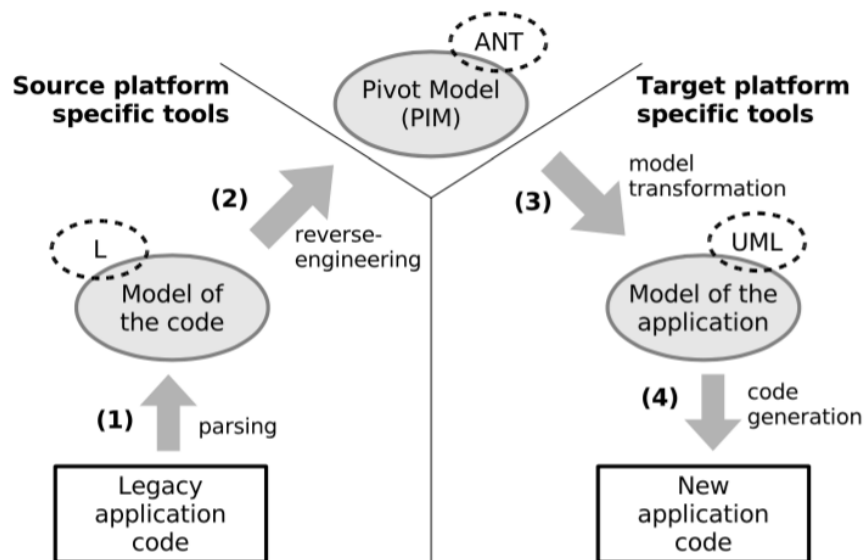 ANT
Pivot Model
(PIM)
Source platform
specific tools
Target platform
specific tools
(2)
reverse-
engineering
(3)
model
transformation
L
Model of
the code
UML
Model of the
application
(1)
parsing
(4)
code
generation
Legacy
application
code
New
application
code